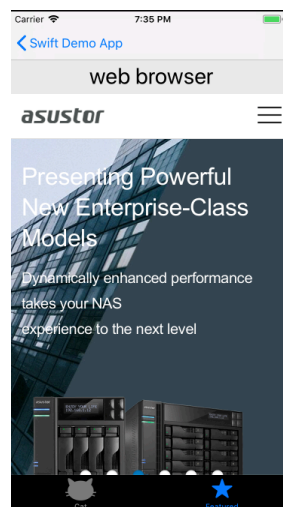 Carrier
7:35 PM
Swift Demo App
web browser
asustor
Presenting Powerful
New Enterprise-Class
Models
Dynamically enhanced performance
takes your NAS
experience to the next level
Cat
Featured